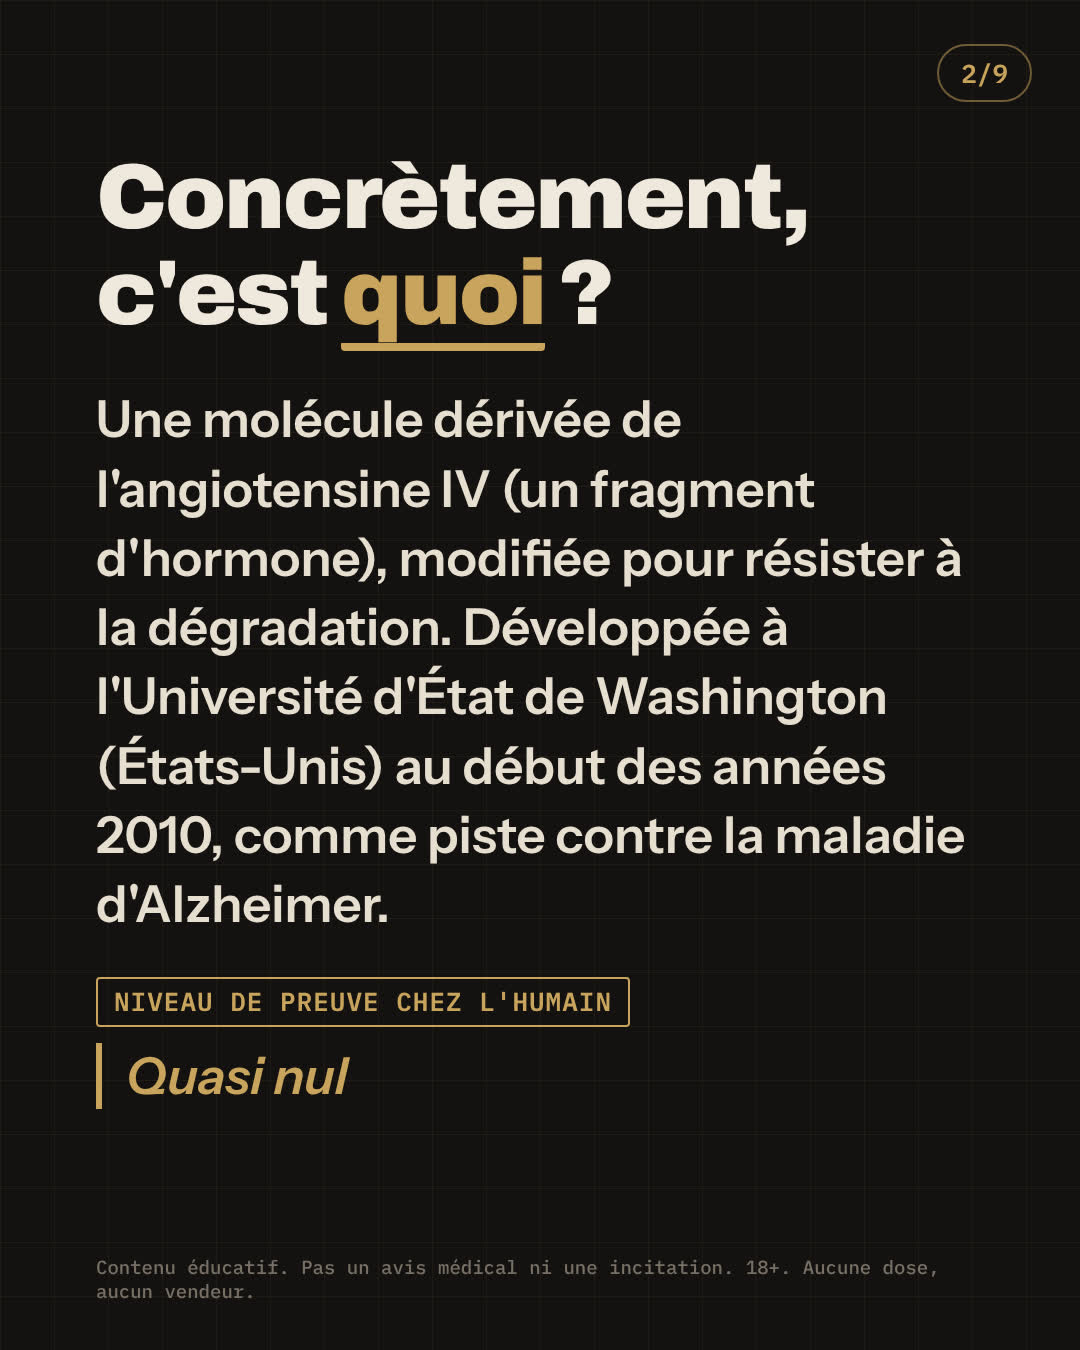 2/9
Concrètement,
c'est quoi ?
Une molécule dérivée de
l'angiotensine IV (un fragment
d'hormone), modifiée pour résister à
la dégradation. Développée à
l'Université d'État de Washington
(États-Unis) au début des années
2010, comme piste contre la maladie
d'Alzheimer.
NIVEAU DE PREUVE CHEZ L'HUMAIN
Quasi nul
Contenu éducatif. Pas un avis médical ni une incitation. 18+. Aucune dose,
aucun vendeur.